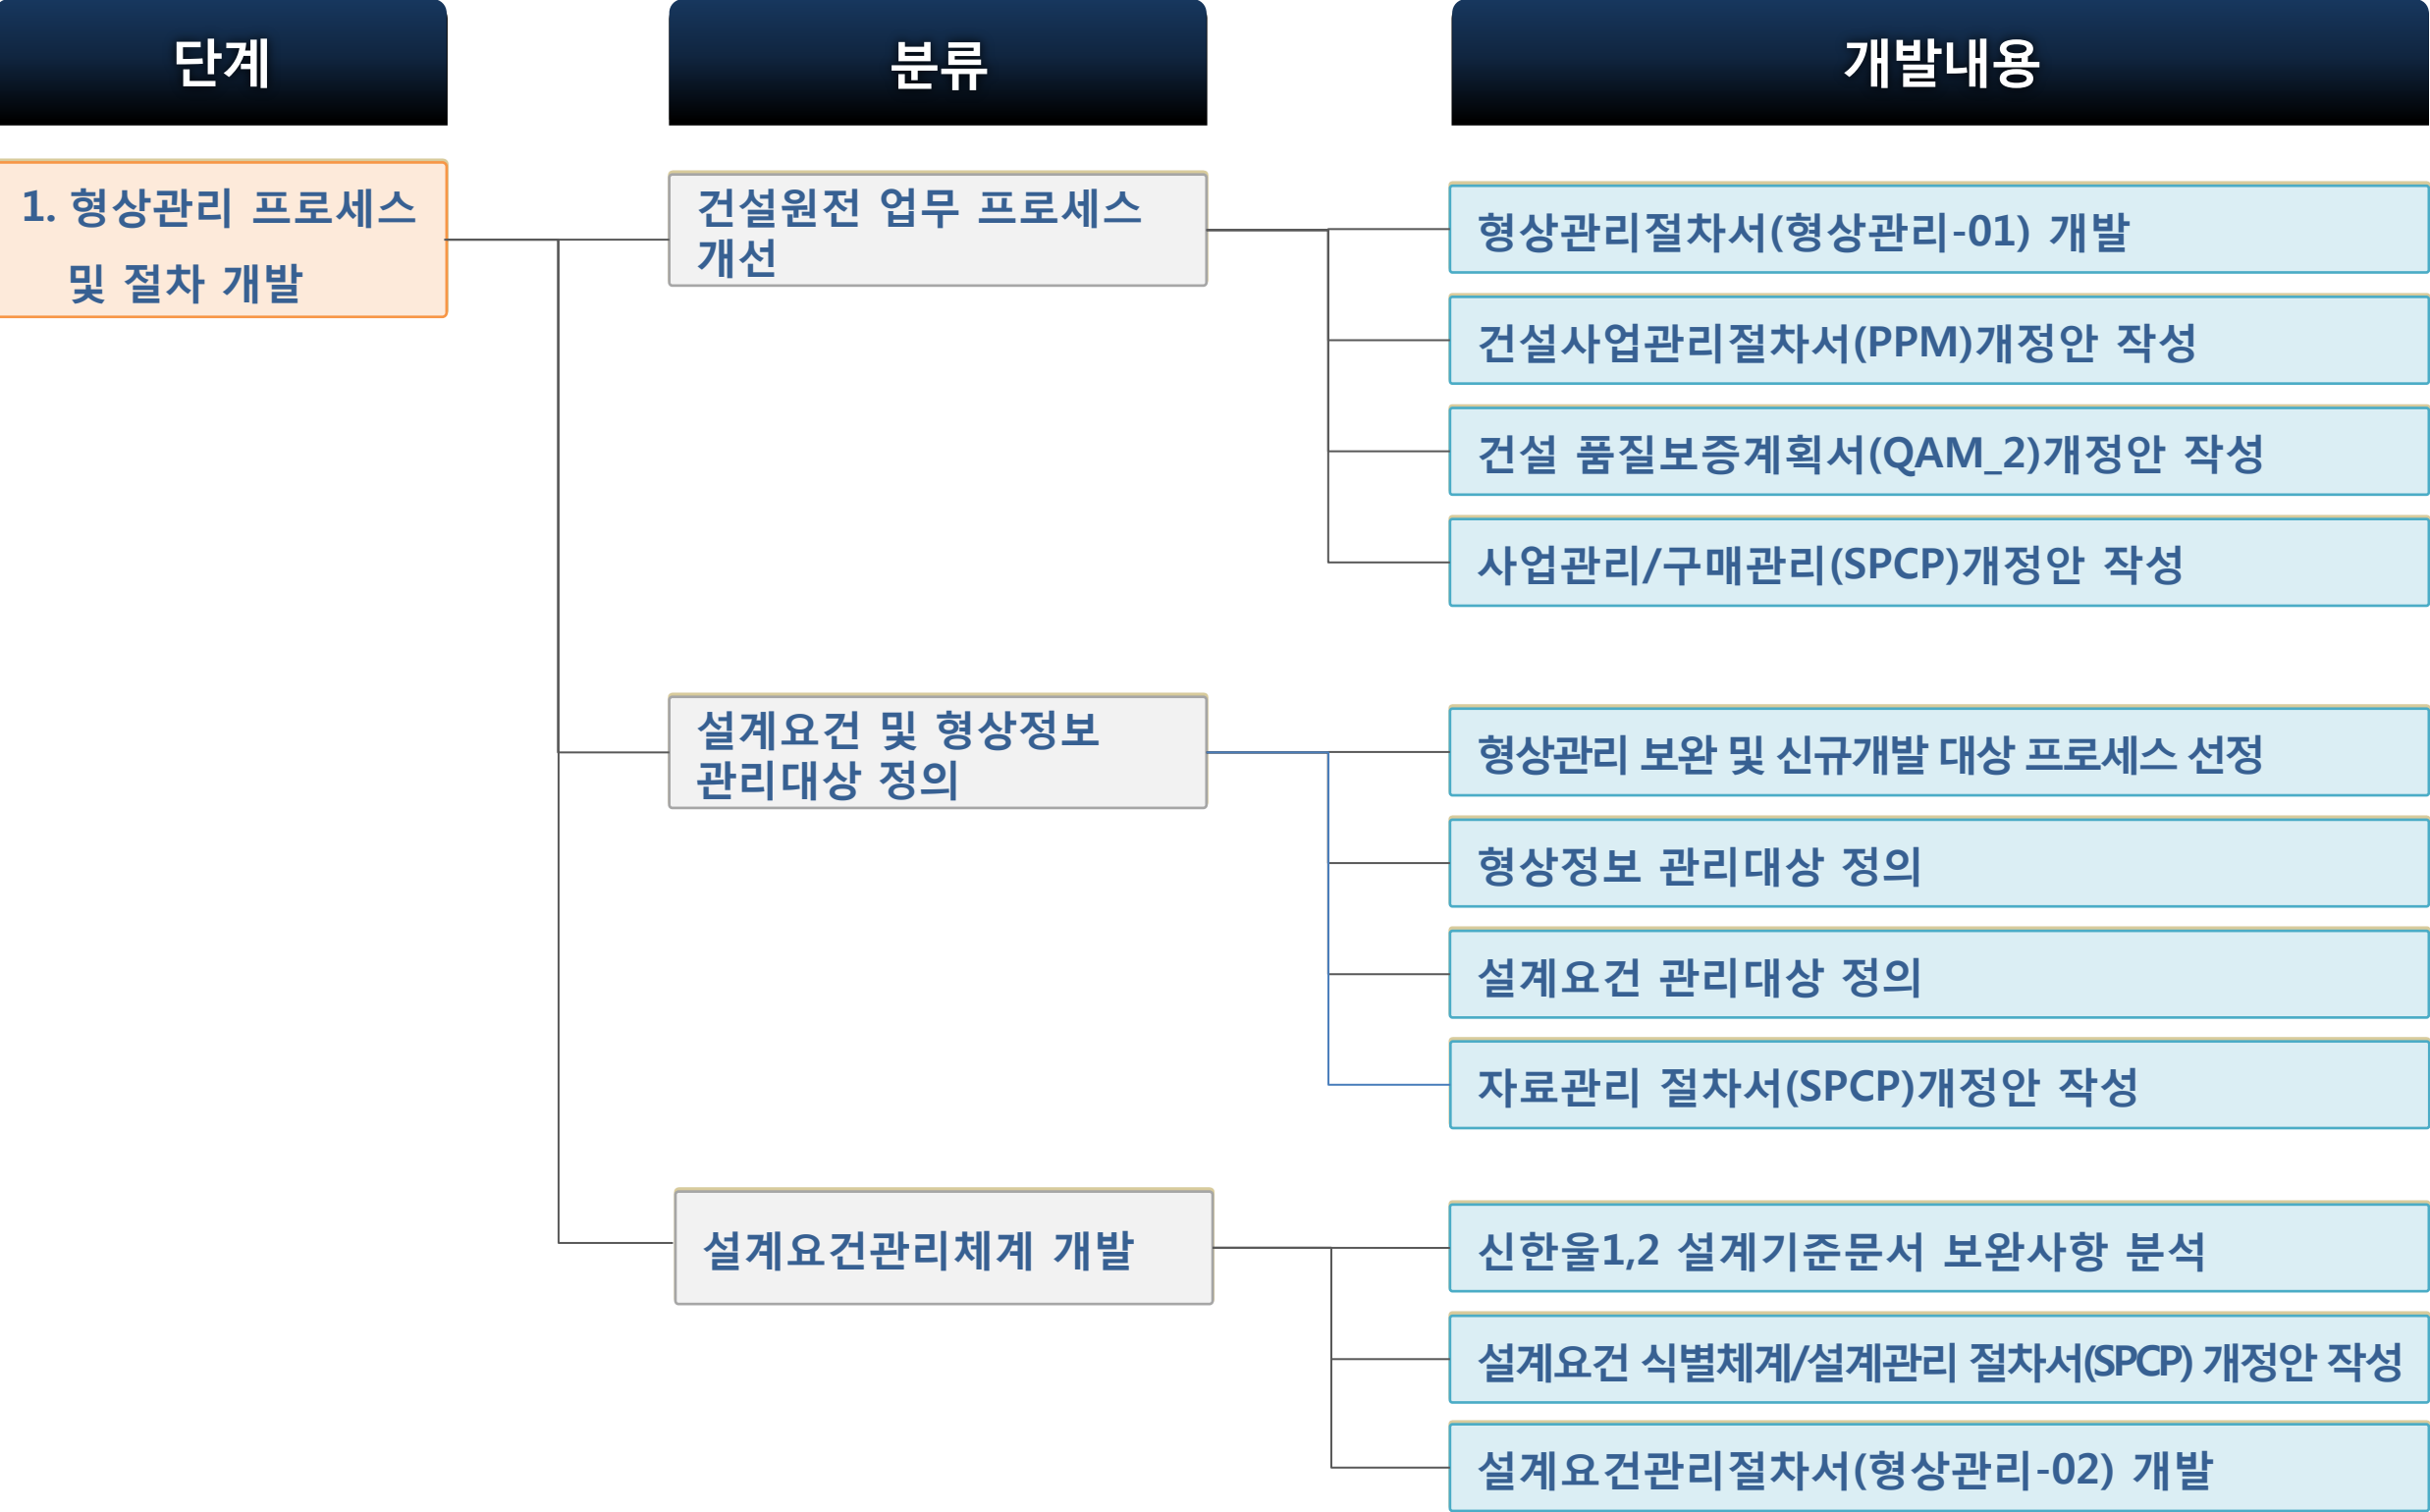 단계
분류
개발내용
1. 형상관리 프로세스
및 절차 개발
건설원전 업무 프로세스
개선
형상관리절차서(형상관리-01) 개발
건설사업관리절차서(PPM)개정안 작성
건설 품질보증계획서(QAM_2)개정안 작성
사업관리/구매관리(SPCP)개정안 작성
설계요건 및 형상정보
관리대상 정의
형상관리 보완 및 신규개발 대상 프로세스 선정
형상정보 관리대상 정의
설계요건 관리대상 정의
자료관리 절차서(SPCP)개정안 작성
설계요건관리체계 개발
신한울1,2 설계기준문서 보완사항 분석
설계요건 식별체계/설계관리 절차서(SPCP) 개정안 작성
설계요건관리절차서(형상관리-02) 개발